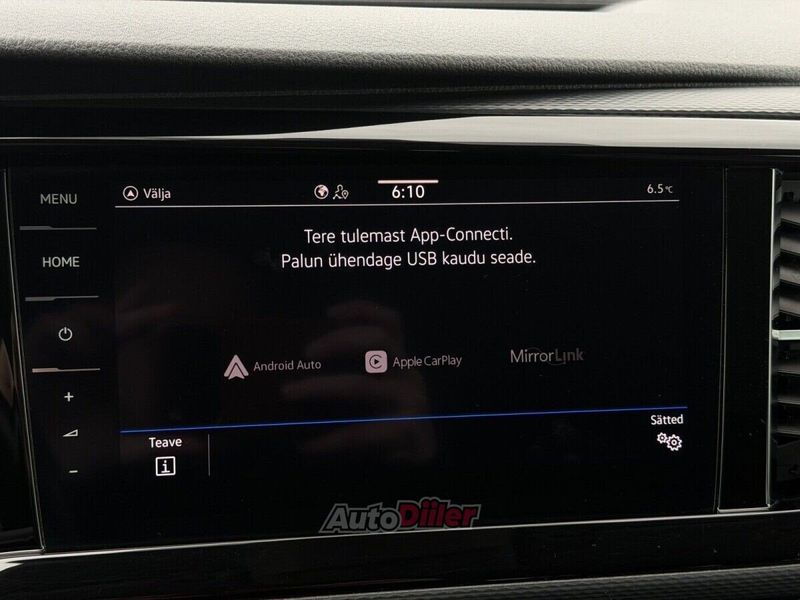 MENU
Välja
6:10
6.5°C
HOME
Tere tulemast App-Connecti.
Palun ühendage USB kaudu seade.
+
-
Android Auto
Apple CarPlay
MirrorLink
Teave
i
Sätted
AutoDiiler